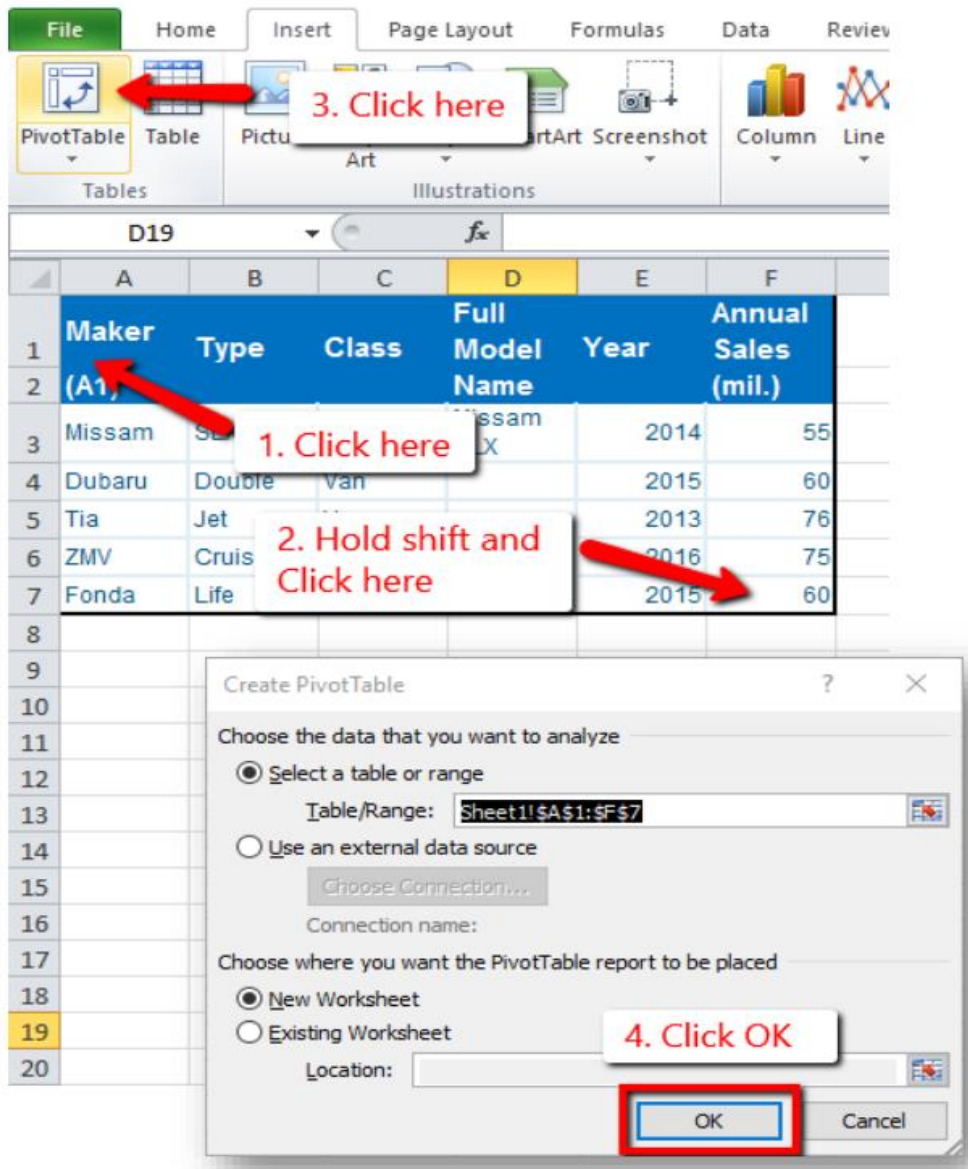 File Home Insert Page Layout Formulas Data Review
3. Click here
PivotTable Table Screenshot Column Line
Art
Tables Illustrations
D19 fx
A B C D E F
1 Maker Type Class Full Model Name Year Annual Sales (mil.)
2 (A1)
3 Missam 2014 55
1. Click here
4 Dubaru Double Van 2015 60
5 Tia Jet 2013 76
2. Hold shift and
Click here
6 ZMV Cruis 2016 75
7 Fonda Life 2015 60
8
9
10
11
12
13
14
15
16
17
18
19
20
Create PivotTable ?
Choose the data that you want to analyze
Select a table or range
Table/Range: Sheet1!$A$1:$F$7
Use an external data source
Choose Connection...
Connection name:
Choose where you want the PivotTable report to be placed
New Worksheet
Existing Worksheet
4. Click OK
Location:
OK Cancel